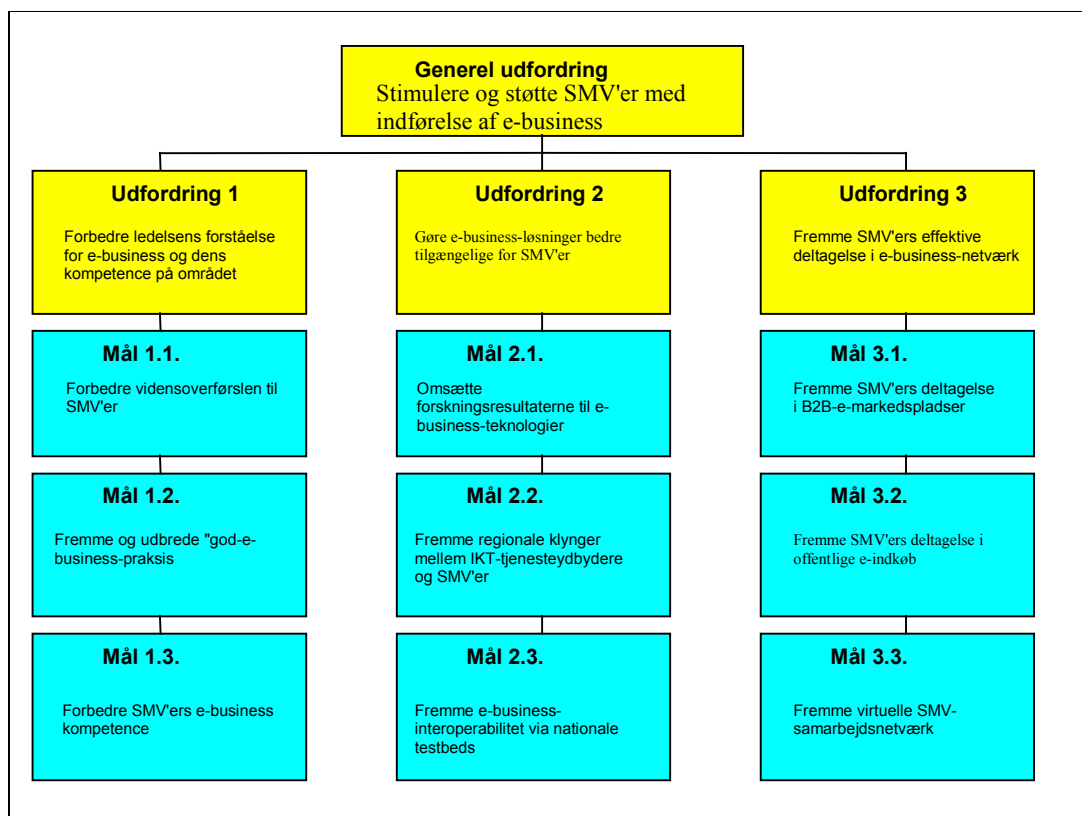 Generel udfordring
Stimulere og støtte SMV'er med
indførelse af e-business
Udfordring 1
Forbedre ledelsens forståelse
for e-business og dens
kompetence på området
Udfordring 2
Gøre e-business-løsninger bedre
tilgængelige for SMV'er
Udfordring 3
Fremme SMV'ers effektive
deltagelse i e-business-netværk
Mål 1.1.
Forbedre vidensoverførslen til
SMV'er
Mål 2.1.
Omsætte
forskningsresultaterne til e-
business-teknologier
Mål 3.1.
Fremme SMV'ers deltagelse
i B2B-e-markedspladser
Mål 1.2.
Fremme og udbrede "god-e-
business-praksis
Mål 2.2.
Fremme regionale klynger
mellem IKT-tjenesteydbydere
og SMV'er
Mål 3.2.
Fremme SMV'ers deltagelse i
offentlige e-indkøb
Mål 1.3.
Forbedre SMV'ers e-business
kompetence
Mål 2.3.
Fremme e-business-
interoperabilitet via nationale
testbeds
Mål 3.3.
Fremme virtuelle SMV-
samarbejdsnetværk